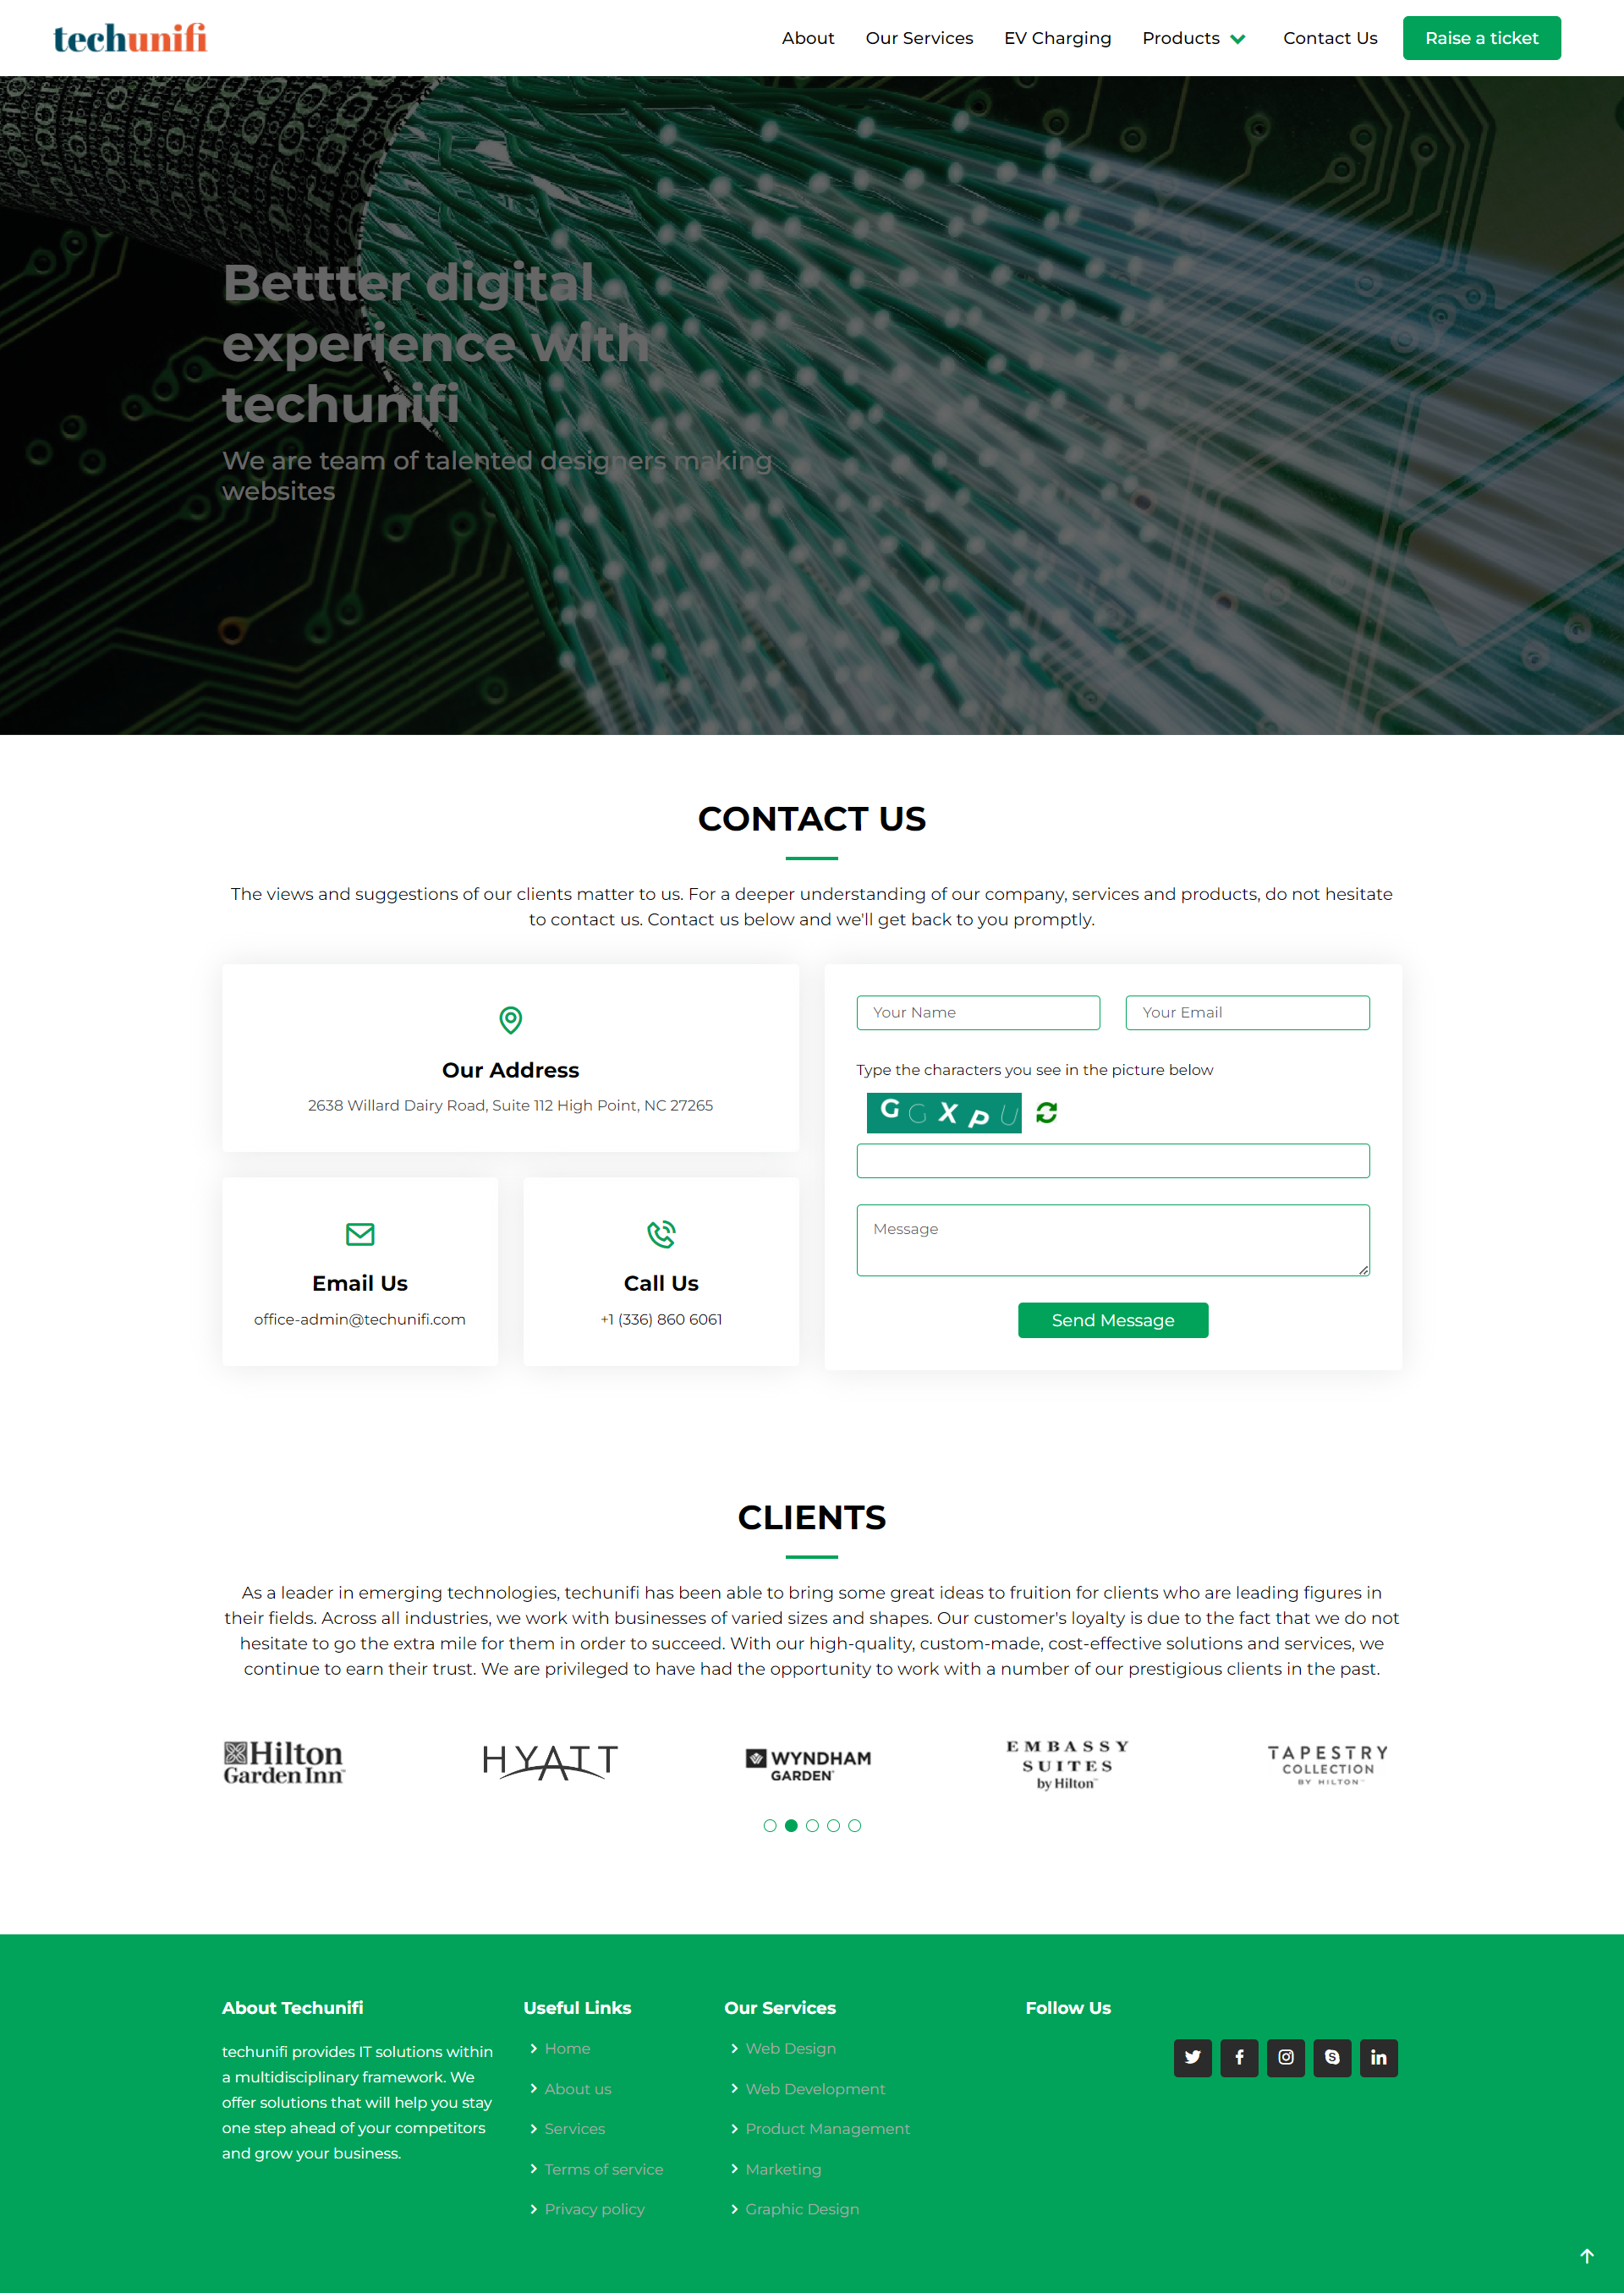 techunifi
About
Our Services
EV Charging
Products
Contact Us
Raise a ticket
Bettter digital
experience with
techunifi
We are team of talented designers making
websites
CONTACT US
The views and suggestions of our clients matter to us. For a deeper understanding of our company, services and products, do not hesitate
to contact us. Contact us below and we'll get back to you promptly.
Our Address
2638 Willard Dairy Road, Suite 112 High Point, NC 27265
Email Us
office-admin@techunifi.com
Call Us
+1 (336) 860 6061
Your Name
Your Email
Type the characters you see in the picture below
G G X P U
Message
Send Message
CLIENTS
As a leader in emerging technologies, techunifi has been able to bring some great ideas to fruition for clients who are leading figures in
their fields. Across all industries, we work with businesses of varied sizes and shapes. Our customer's loyalty is due to the fact that we do not
hesitate to go the extra mile for them in order to succeed. With our high-quality, custom-made, cost-effective solutions and services, we
continue to earn their trust. We are privileged to have had the opportunity to work with a number of our prestigious clients in the past.
Hilton
Garden Inn™
HYATT
WYNDHAM
GARDEN
EMBASSY
SUITES
by Hilton™
TAPESTRY
COLLECTION
BY HILTON™
About Techunifi
techunifi provides IT solutions within
a multidisciplinary framework. We
offer solutions that will help you stay
one step ahead of your competitors
and grow your business.
Useful Links
Home
About us
Services
Terms of service
Privacy policy
Our Services
Web Design
Web Development
Product Management
Marketing
Graphic Design
Follow Us